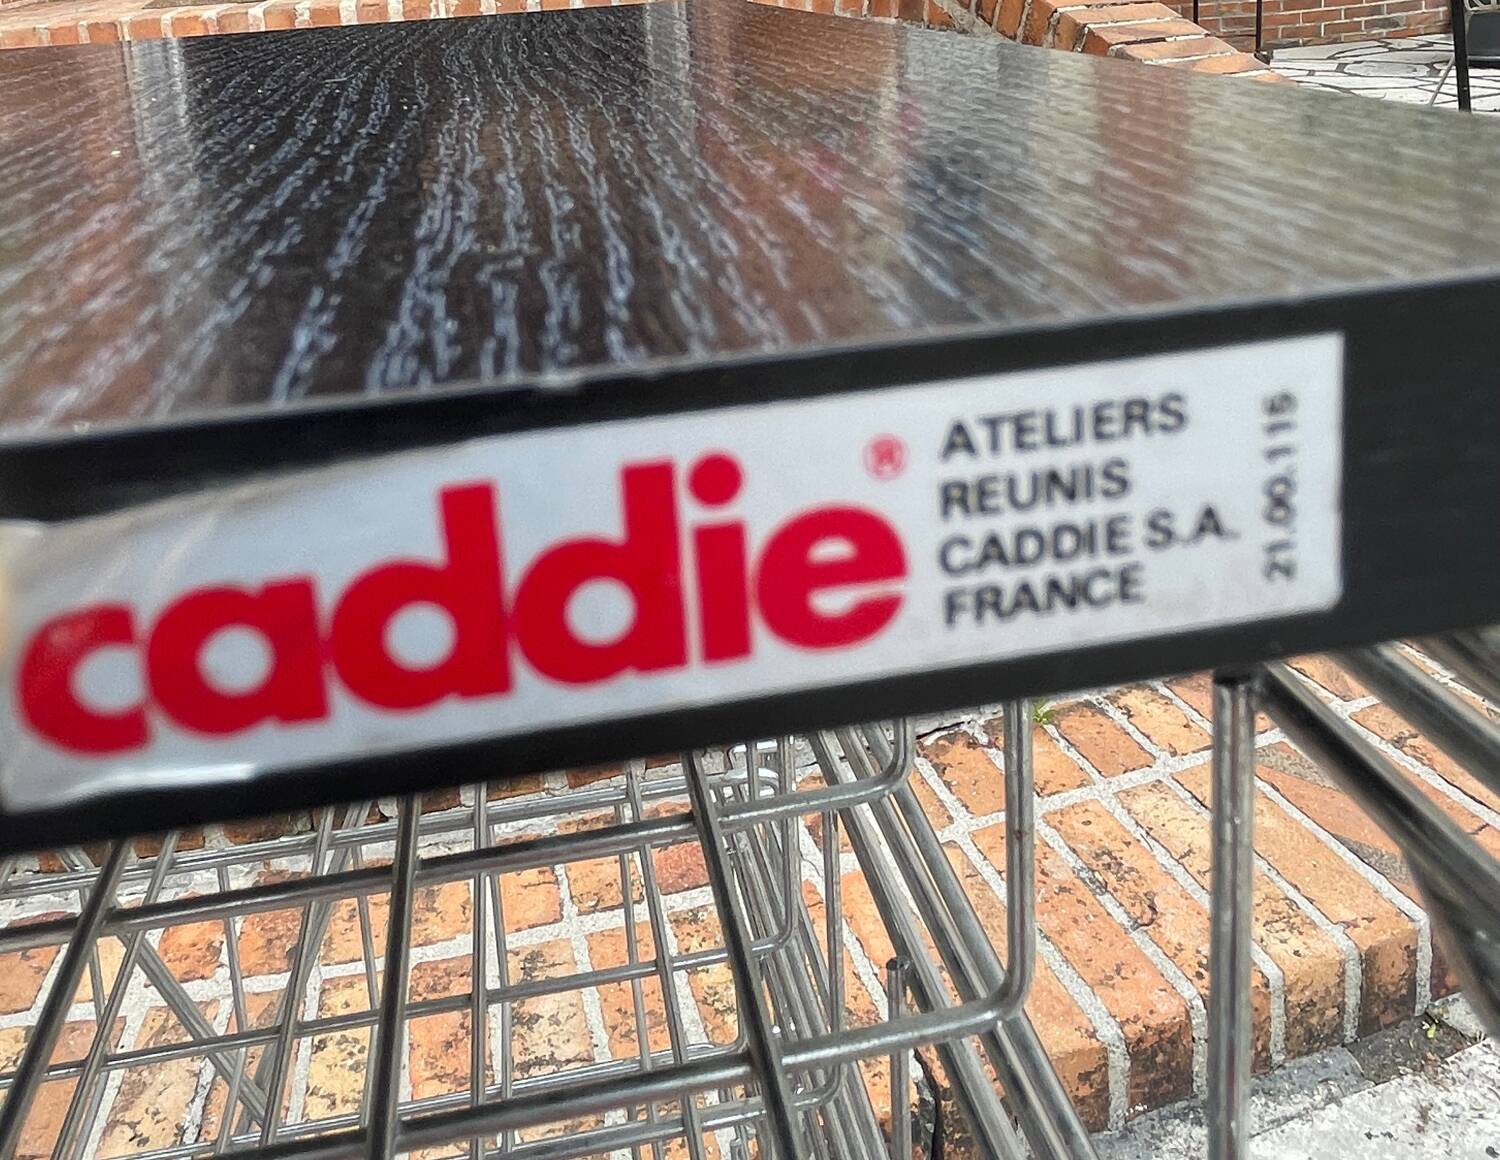 caddie ®
ATELIERS
REUNIS
CADDIE S.A.
FRANCE
21.00.115